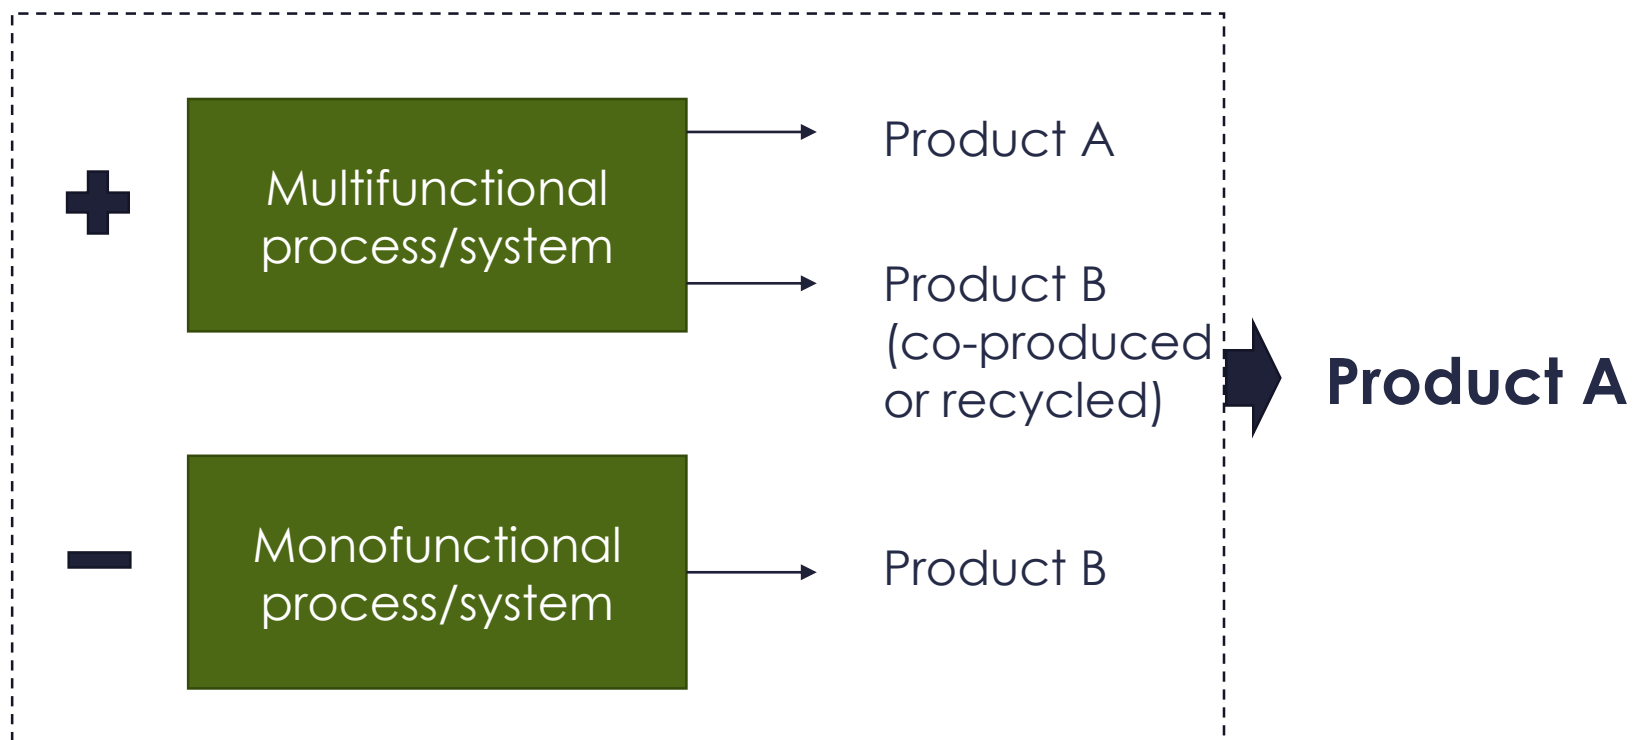 Multifunctional
process/system
Product A
Product B
(co-produced
or recycled)
Product A
Monofunctional
process/system
Product B